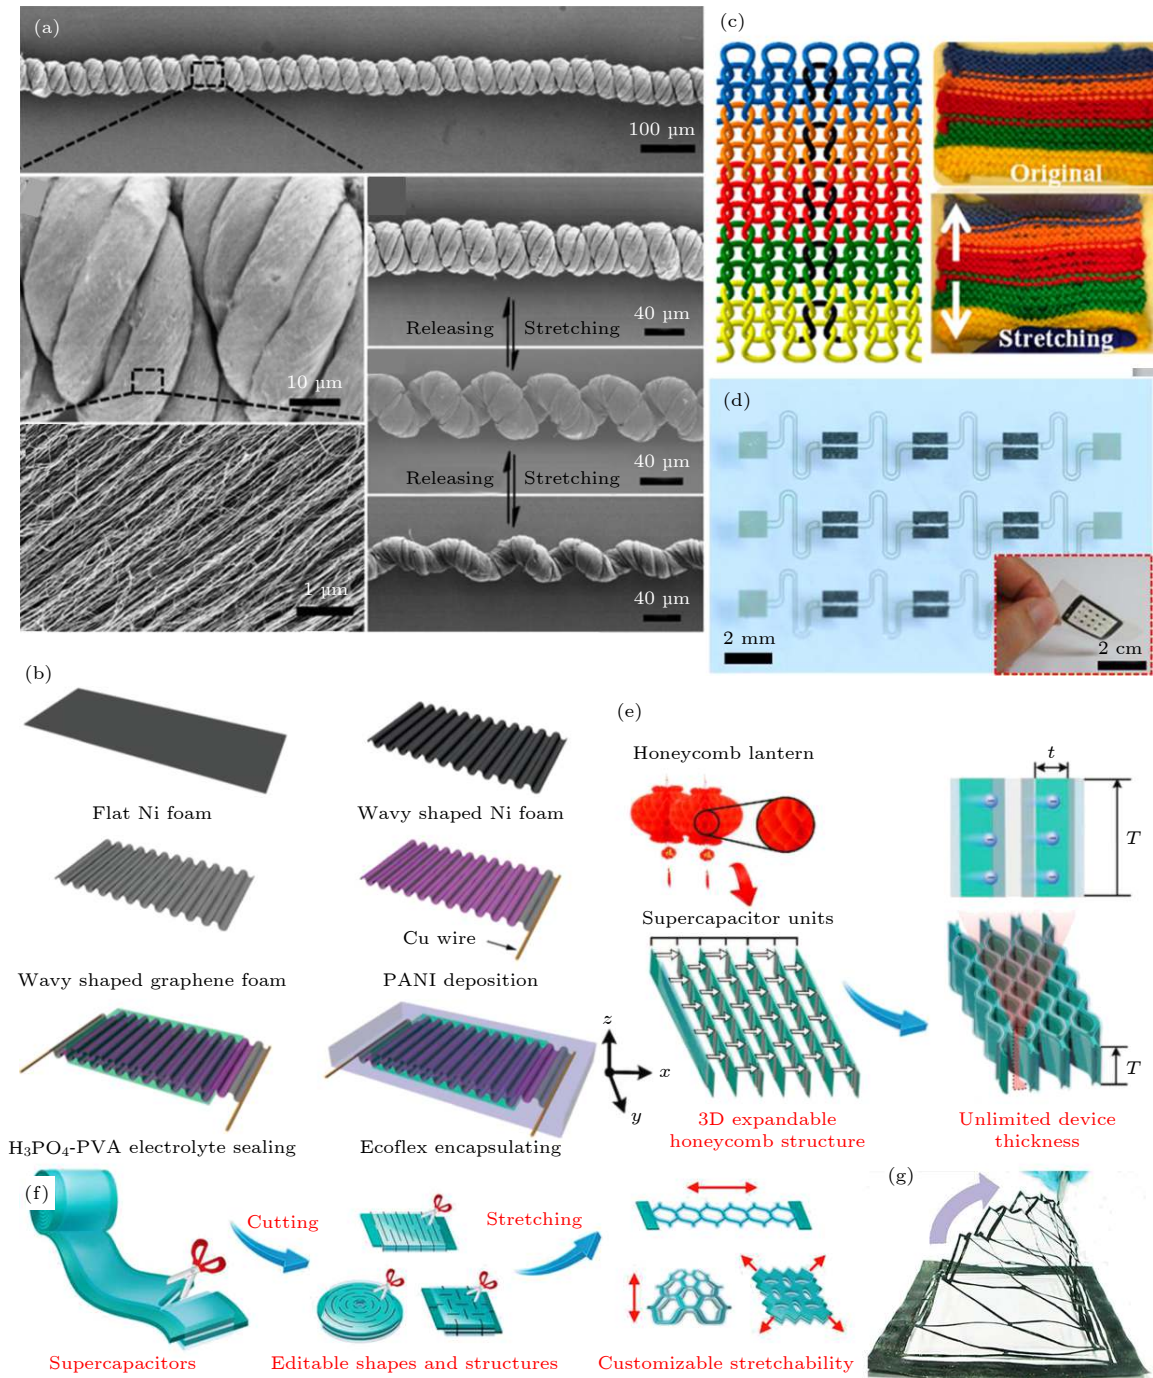 (a)
100 μm
10 μm
1 μm
40 μm
Releasing
Stretching
40 μm
Releasing
Stretching
40 μm
(c)
Original
Stretching
(d)
2 mm
2 cm
(b)
Flat Ni foam
Wavy shaped Ni foam
Cu wire
Wavy shaped graphene foam
PANI deposition
H₃PO₄-PVA electrolyte sealing
Ecoflex encapsulating
z
x
y
(e)
Honeycomb lantern
Supercapacitor units
3D expandable
honeycomb structure
t
T
T
Unlimited device
thickness
(f)
Cutting
Stretching
Supercapacitors
Editable shapes and structures
Customizable stretchability
(g)